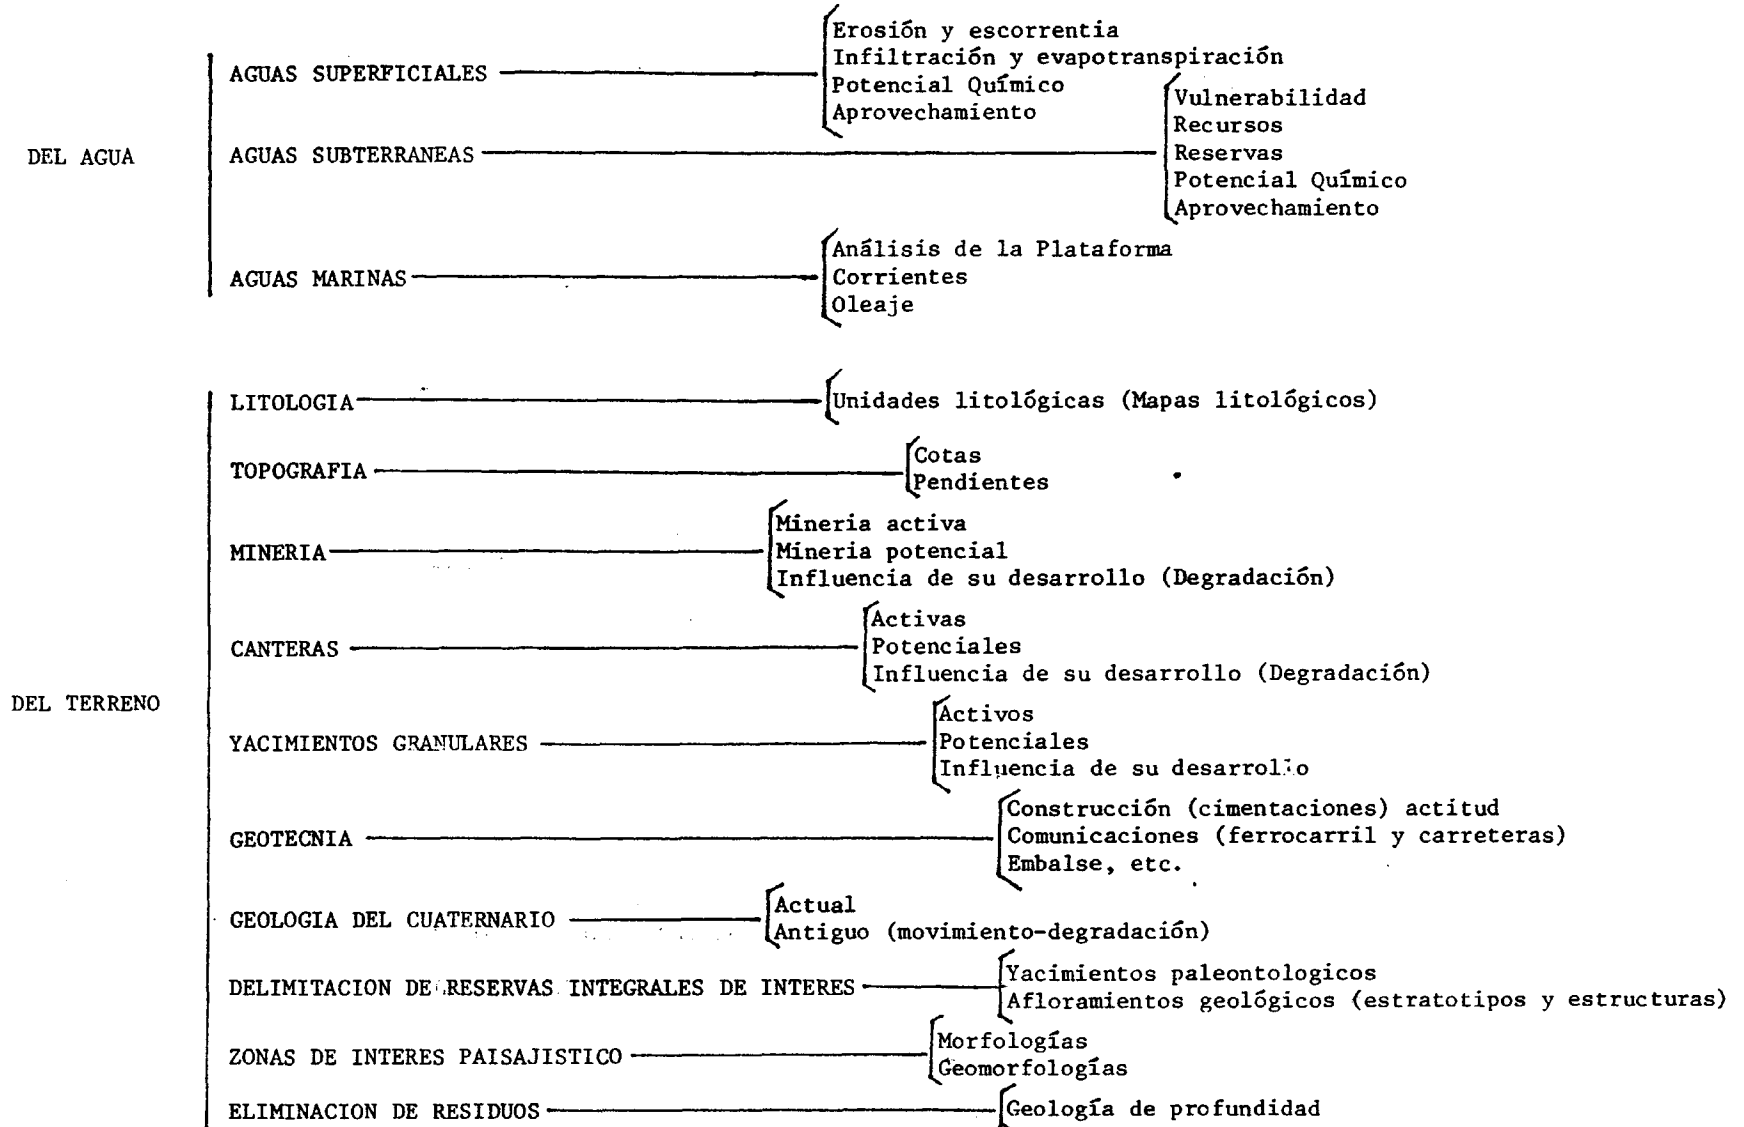 DEL AGUA
AGUAS SUPERFICIALES
Erosión y escorrentia
Infiltración y evapotranspiración
Potencial Químico
Aprovechamiento
AGUAS SUBTERRANEAS
Vulnerabilidad
Recursos
Reservas
Potencial Químico
Aprovechamiento
AGUAS MARINAS
Análisis de la Plataforma
Corrientes
Oleaje
DEL TERRENO
LITOLOGIA
Unidades litológicas (Mapas litológicos)
TOPOGRAFIA
Cotas
Pendientes
MINERIA
Mineria activa
Mineria potencial
Influencia de su desarrollo (Degradación)
CANTERAS
Activas
Potenciales
Influencia de su desarrollo (Degradación)
YACIMIENTOS GRANULARES
Activos
Potenciales
Influencia de su desarrollo
GEOTECNIA
Construcción (cimentaciones) actitud
Comunicaciones (ferrocarril y carreteras)
Embalse, etc.
GEOLOGIA DEL CUATERNARIO
Actual
Antiguo (movimiento-degradación)
DELIMITACION DE RESERVAS INTEGRALES DE INTERES
Yacimientos paleontologicos
Afloramientos geológicos (estratotipos y estructuras)
ZONAS DE INTERES PAISAJISTICO
Morfologías
Geomorfologías
ELIMINACION DE RESIDUOS
Geología de profundidad